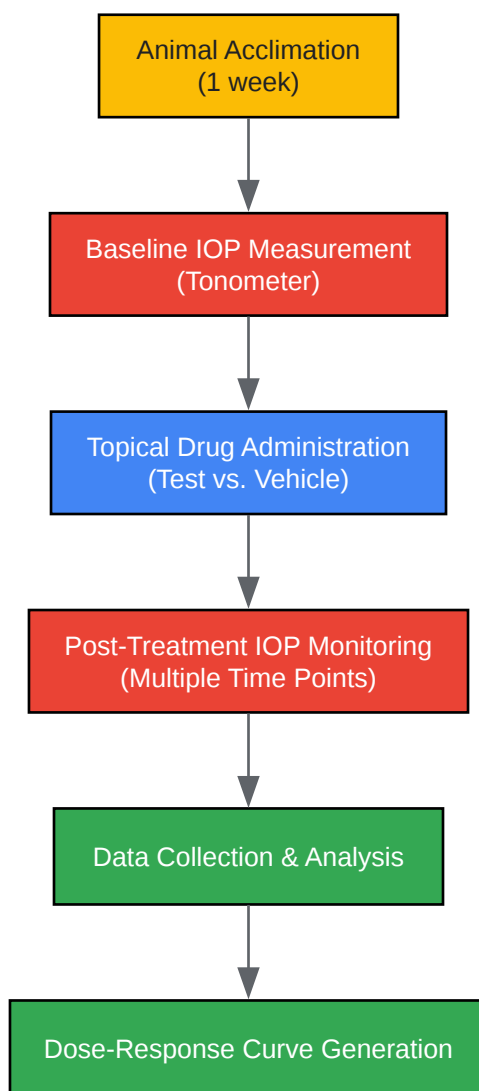 Animal Acclimation
(1 week)
Baseline IOP Measurement
(Tonometer)
Topical Drug Administration
(Test vs. Vehicle)
Post-Treatment IOP Monitoring
(Multiple Time Points)
Data Collection & Analysis
Dose-Response Curve Generation